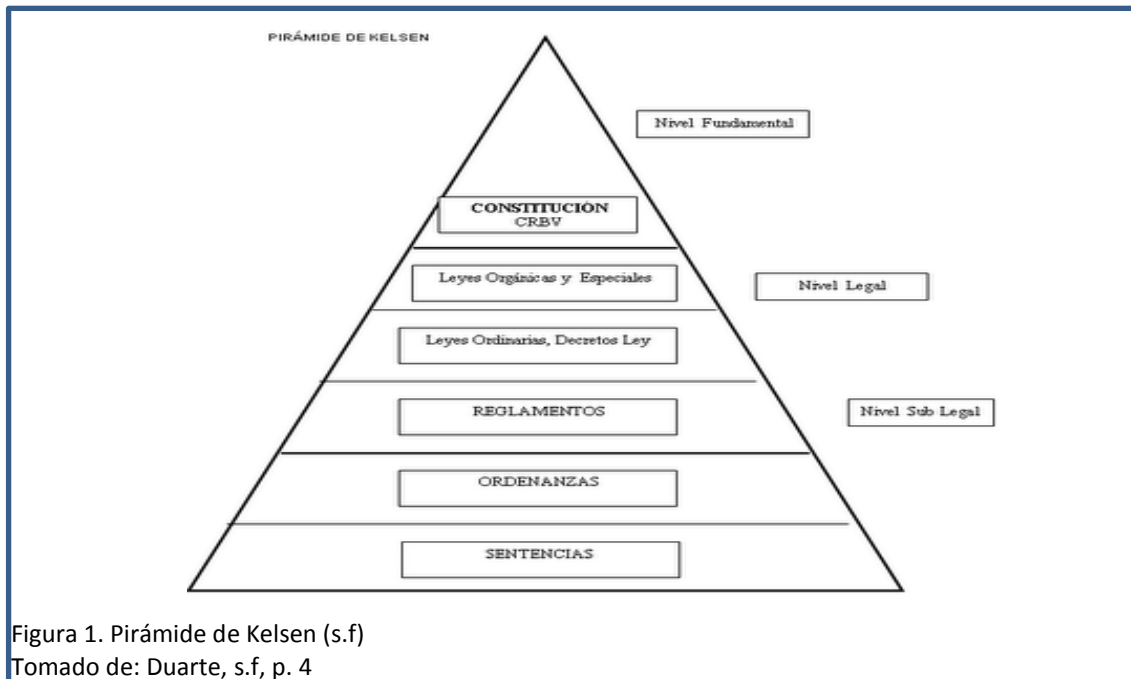 PIRÁMIDE DE KELSEN
Nivel Fundamental
CONSTITUCIÓN
CRBV
Leyes Orgánicas y Especiales
Nivel Legal
Leyes Ordinarias, Decretos Ley
REGLAMENTOS
Nivel Sub Legal
ORDENANZAS
SENTENCIAS
Figura 1. Pirámide de Kelsen (s.f)
Tomado de: Duarte, s.f, p. 4